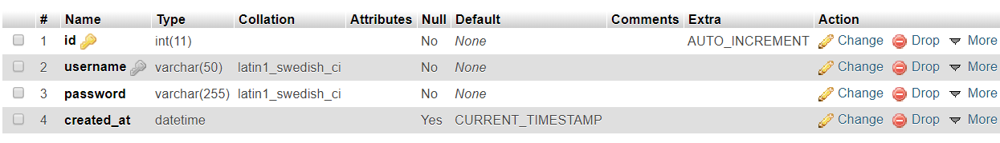 # Name Type Collation Attributes Null Default Comments Extra Action
1 id int(11) No None AUTO_INCREMENT Change Drop More
2 username varchar(50) latin1_swedish_ci No None Change Drop More
3 password varchar(255) latin1_swedish_ci No None Change Drop More
4 created_at datetime Yes CURRENT_TIMESTAMP Change Drop More